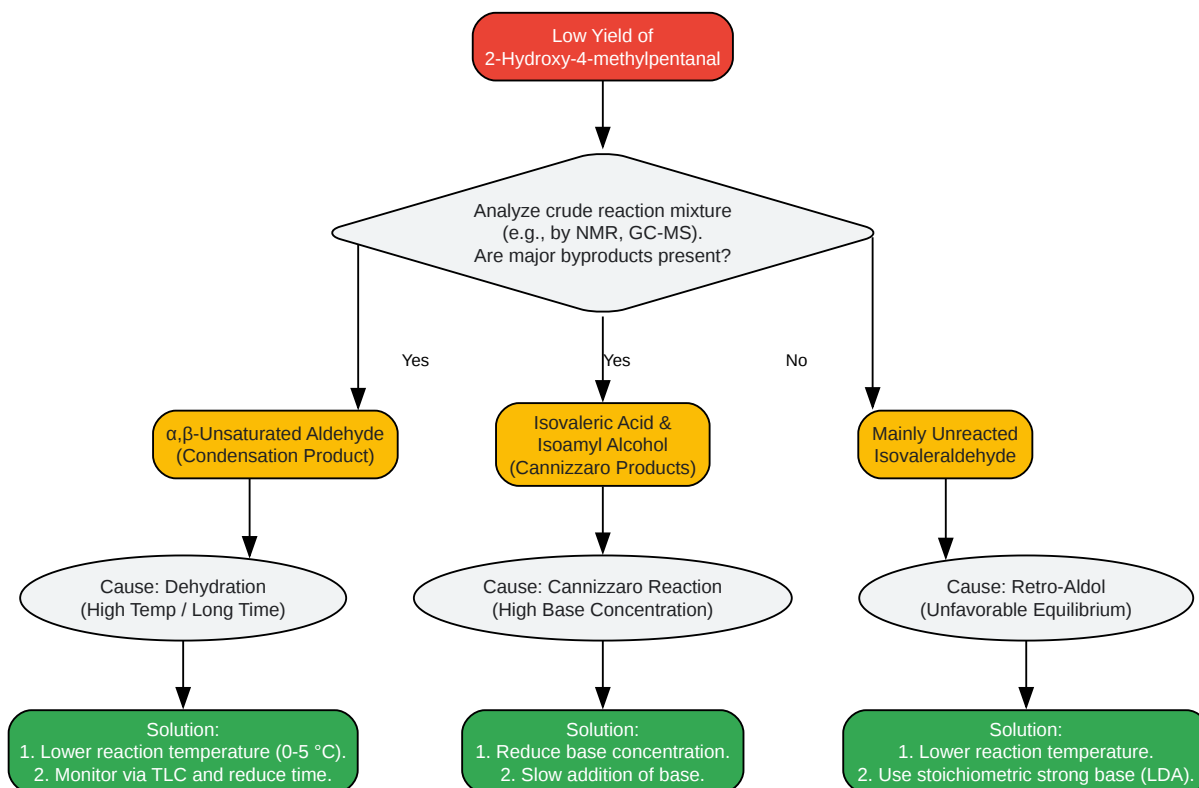 Low Yield of
2-Hydroxy-4-methylpentanal
Analyze crude reaction mixture
(e.g., by NMR, GC-MS).
Are major byproducts present?
Yes
Yes
No
α,β-Unsaturated Aldehyde
(Condensation Product)
Isovaleric Acid &
Isoamyl Alcohol
(Cannizzaro Products)
Mainly Unreacted
Isovaleraldehyde
Cause: Dehydration
(High Temp / Long Time)
Cause: Cannizzaro Reaction
(High Base Concentration)
Cause: Retro-Aldol
(Unfavorable Equilibrium)
Solution:
1. Lower reaction temperature (0-5 °C).
2. Monitor via TLC and reduce time.
Solution:
1. Reduce base concentration.
2. Slow addition of base.
Solution:
1. Lower reaction temperature.
2. Use stoichiometric strong base (LDA).